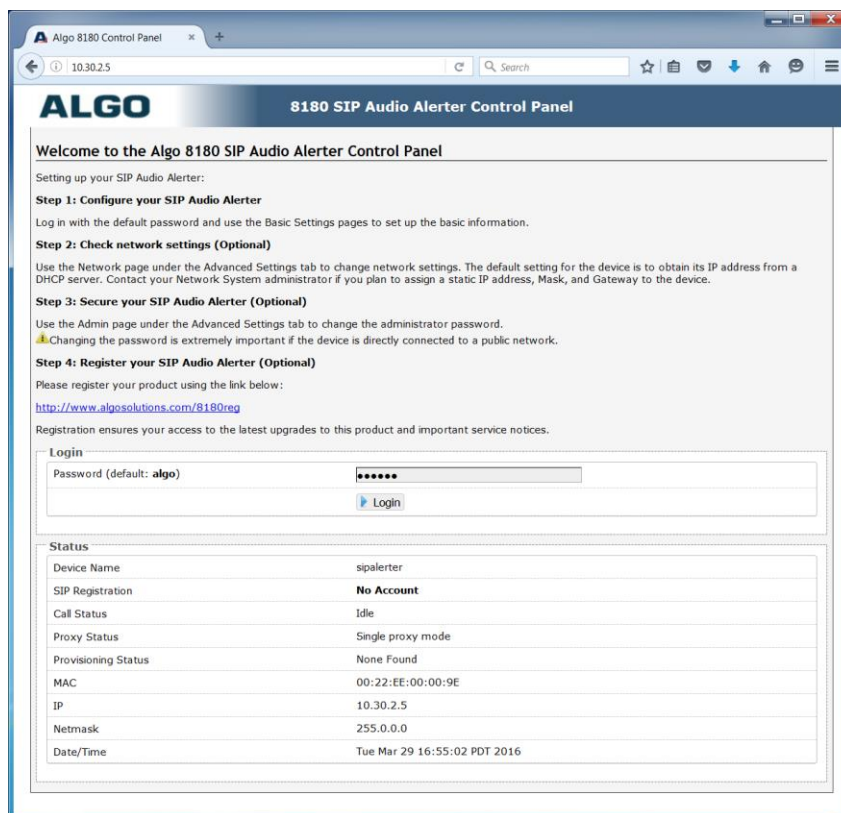 Algo 8180 Control Panel
10.30.2.5
Search
ALGO
8180 SIP Audio Alerter Control Panel
Welcome to the Algo 8180 SIP Audio Alerter Control Panel
Setting up your SIP Audio Alerter:
Step 1: Configure your SIP Audio Alerter
Log in with the default password and use the Basic Settings pages to set up the basic information.
Step 2: Check network settings (Optional)
Use the Network page under the Advanced Settings tab to change network settings. The default setting for the device is to obtain its IP address from a
DHCP server. Contact your Network System administrator if you plan to assign a static IP address, Mask, and Gateway to the device.
Step 3: Secure your SIP Audio Alerter (Optional)
Use the Admin page under the Advanced Settings tab to change the administrator password.
Changing the password is extremely important if the device is directly connected to a public network.
Step 4: Register your SIP Audio Alerter (Optional)
Please register your product using the link below:
http://www.algosolutions.com/8180reg
Registration ensures your access to the latest upgrades to this product and important service notices.
Login
Password (default: algo) ••••••
Login
Status
Device Name sipalerter
SIP Registration No Account
Call Status Idle
Proxy Status Single proxy mode
Provisioning Status None Found
MAC 00:22:EE:00:00:9E
IP 10.30.2.5
Netmask 255.0.0.0
Date/Time Tue Mar 29 16:55:02 PDT 2016